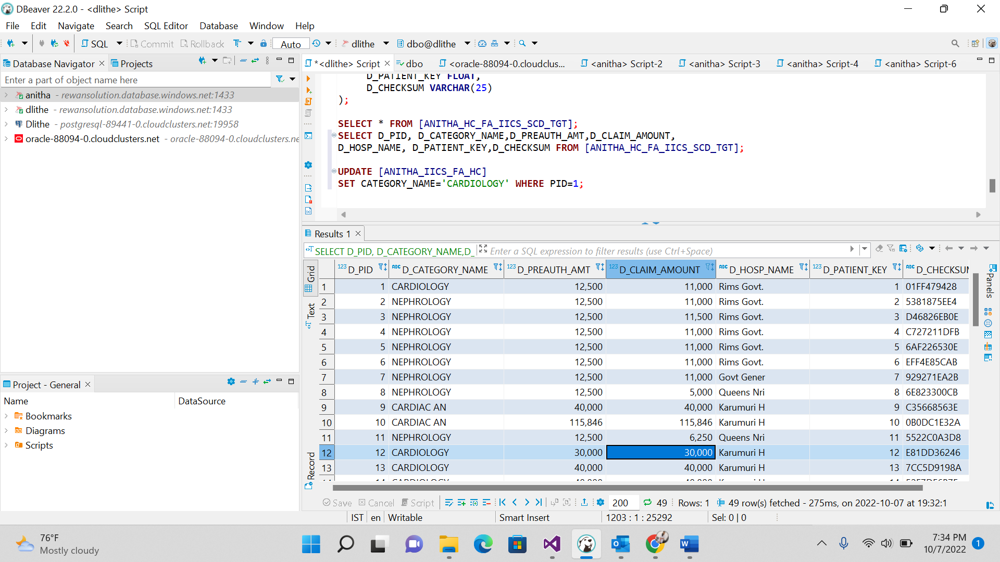 DBeaver 22.2.0 - <dlithe> Script
File Edit Navigate Search SQL Editor Database Window Help
SQL Commit Rollback Auto dlithe dbo@dlithe
Database Navigator Projects
Enter a part of object name here
anitha - rewansolution.database.windows.net:1433
dlithe - rewansolution.database.windows.net:1433
Dlithe - postgresql-89441-0.cloudclusters.net:19958
oracle-88094-0.cloudclusters.net - oracle-88094-0.cloudclusters.ne
Project - General
Name DataSource
Bookmarks
Diagrams
Scripts
*<dlithe> Script dbo <oracle-88094-0.cloudclus... <anitha> Script-2 <anitha> Script-3 <anitha> Script-4 <anitha> Script-6
D_PATIENT_KEY FLOAT,
D_CHECKSUM VARCHAR(25)
);
SELECT * FROM [ANITHA_HC_FA_IICS_SCD_TGT];
SELECT D_PID, D_CATEGORY_NAME,D_PREAUTH_AMT,D_CLAIM_AMOUNT,
D_HOSP_NAME, D_PATIENT_KEY,D_CHECKSUM FROM [ANITHA_HC_FA_IICS_SCD_TGT];
UPDATE [ANITHA_IICS_FA_HC]
SET CATEGORY_NAME='CARDIOLOGY' WHERE PID=1;
Results 1
SELECT D_PID, D_CATEGORY_NAME,D_ Enter a SQL expression to filter results (use Ctrl+Space)
Grid
Text
Record
Panels
123 D_PID ABC D_CATEGORY_NAME 123 D_PREAUTH_AMT 123 D_CLAIM_AMOUNT ABC D_HOSP_NAME 123 D_PATIENT_KEY ABC D_CHECKSUM
1 1 CARDIOLOGY 12,500 11,000 Rims Govt. 1 01FF479428
2 2 NEPHROLOGY 12,500 11,000 Rims Govt. 2 5381875EE4
3 3 NEPHROLOGY 12,500 11,500 Rims Govt. 3 D46826EB0E
4 4 NEPHROLOGY 12,500 11,000 Rims Govt. 4 C727211DFB
5 5 NEPHROLOGY 12,500 11,000 Rims Govt. 5 6AF226530E
6 6 NEPHROLOGY 12,500 11,000 Rims Govt. 6 EFF4E85CAB
7 7 NEPHROLOGY 12,500 11,000 Govt Gener 7 929271EA2B
8 8 NEPHROLOGY 12,500 5,000 Queens Nri 8 6E823300CB
9 9 CARDIAC AN 40,000 40,000 Karumuri H 9 C35668563E
10 10 CARDIAC AN 115,846 115,846 Karumuri H 10 0B0DC1E32A
11 11 NEPHROLOGY 12,500 6,250 Queens Nri 11 5522C0A3D8
12 12 CARDIOLOGY 30,000 30,000 Karumuri H 12 E81DD36246
13 13 CARDIOLOGY 40,000 40,000 Karumuri H 13 7CC5D9198A
Save Cancel Script 200 49 Rows: 1 49 row(s) fetched - 275ms, on 2022-10-07 at 19:32:1
IST en Writable Smart Insert 1203 : 1 : 25292 Sel: 0 | 0
76°F
Mostly cloudy
7:34 PM
10/7/2022
1